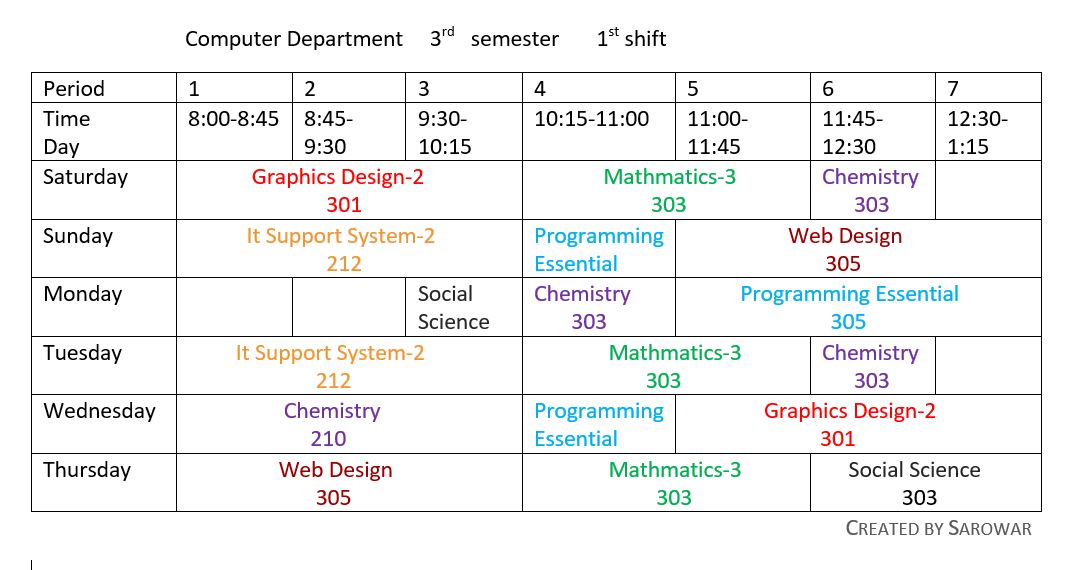 Computer Department 3rd semester 1st shift
Period 1 2 3 4 5 6 7
Time 8:00-8:45 8:45- 9:30- 10:15-11:00 11:00- 11:45- 12:30-
Day 9:30 10:15 11:45 12:30 1:15
Saturday Graphics Design-2 Mathmatics-3 Chemistry
301 303 303
Sunday It Support System-2 Programming Web Design
212 Essential 305
Monday Social Chemistry Programming Essential
Science 303 305
Tuesday It Support System-2 Mathmatics-3 Chemistry
212 303 303
Wednesday Chemistry Programming Graphics Design-2
210 Essential 301
Thursday Web Design Mathmatics-3 Social Science
305 303 303
CREATED BY SAROWAR